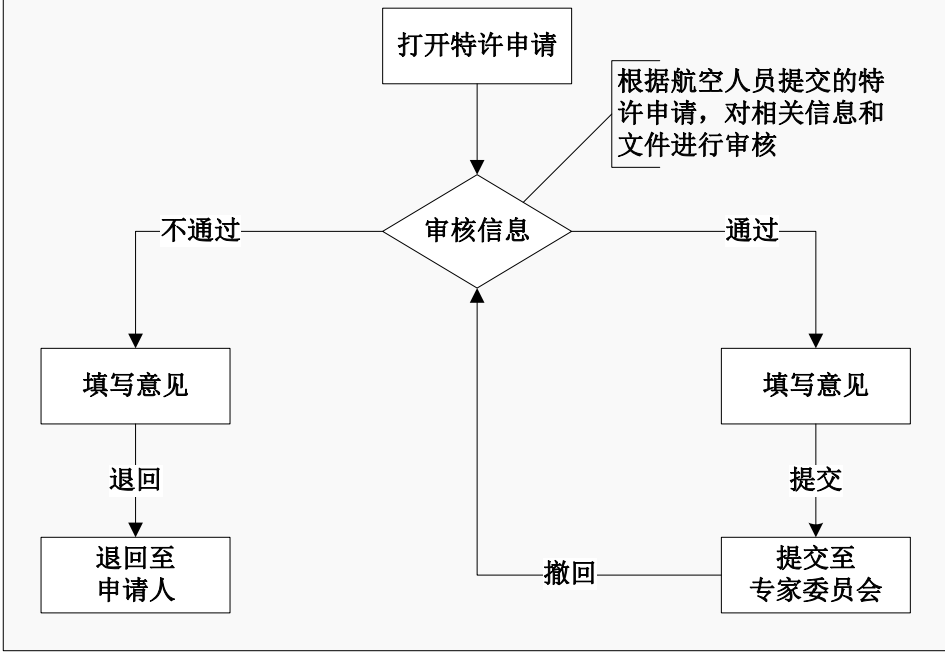 打开特许申请
根据航空人员提交的特
许申请，对相关信息和
文件进行审核
审核信息
不通过
通过
填写意见
填写意见
退回
提交
退回至
申请人
撤回
提交至
专家委员会